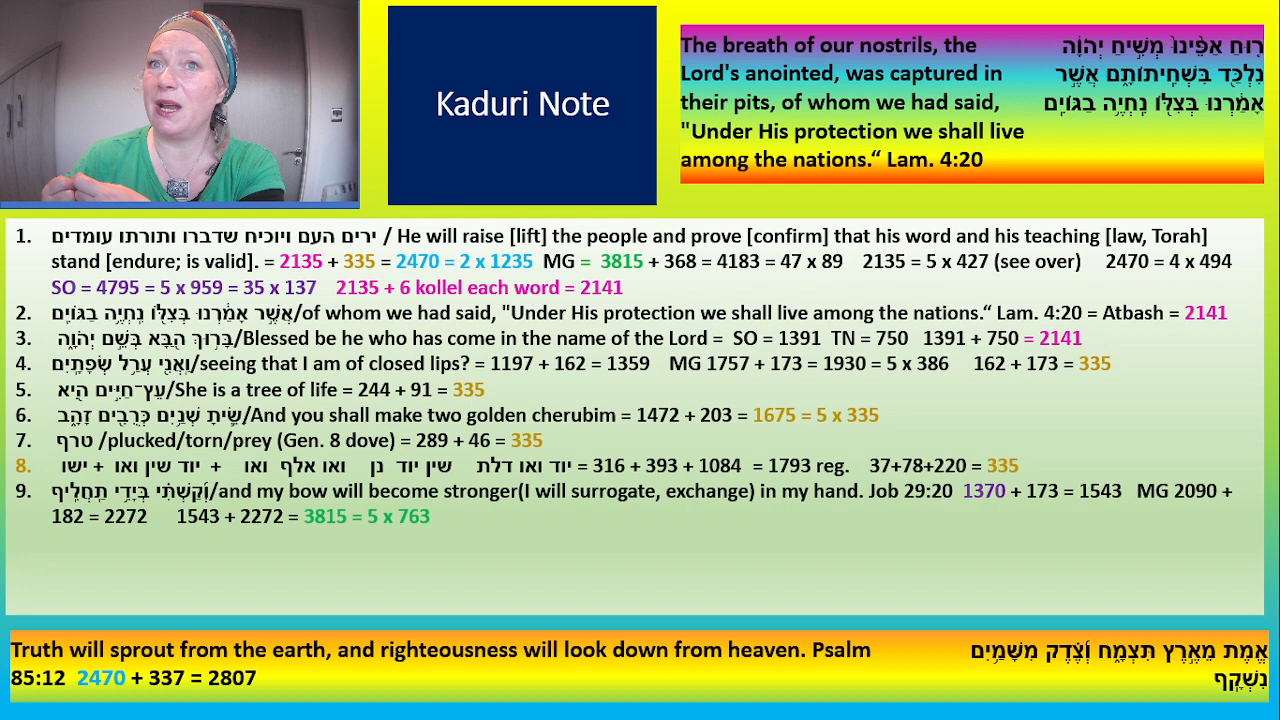 Kaduri Note
The breath of our nostrils, the
Lord's anointed, was captured in
their pits, of whom we had said,
"Under His protection we shall live
among the nations.“ Lam. 4:20
ר֤וּחַ אַפֵּ֙ינוּ֙ מְשִׁ֣יחַ יְהֹוָ֔ה
נִלְכַּ֖ד בִּשְׁחִיתוֹתָ֑ם אֲשֶׁ֣ר
אָמַ֔רְנוּ בְּצִלּ֖וֹ נִֽחְיֶ֥ה בַגּוֹיִֽם
1. ירים העם ויוכיח שדברו ותורתו עומדים / He will raise [lift] the people and prove [confirm] that his word and his teaching [law, Torah]
stand [endure; is valid]. = 2135 + 335 = 2470 = 2 x 1235 MG = 3815 + 368 = 4183 = 47 x 89 2135 = 5 x 427 (see over) 2470 = 4 x 494
SO = 4795 = 5 x 959 = 35 x 137 2135 + 6 kollel each word = 2141
2. אֲשֶׁ֣ר אָמַ֔רְנוּ בְּצִלּ֖וֹ נִֽחְיֶ֥ה בַגּוֹיִֽם/of whom we had said, "Under His protection we shall live among the nations.“ Lam. 4:20 = Atbash = 2141
3. בָּר֣וּךְ הַ֭בָּא בְּשֵׁ֣ם יְהֹוָ֑ה/Blessed be he who has come in the name of the Lord = SO = 1391 TN = 750 1391 + 750 = 2141
4. וַאֲנִ֖י עֲרַ֥ל שְׂפָתָֽיִם/seeing that I am of closed lips? = 1197 + 162 = 1359 MG 1757 + 173 = 1930 = 5 x 386 162 + 173 = 335
5. עֵץ־חַיִּ֣ים הִ֭יא/She is a tree of life = 244 + 91 = 335
6. עָשִׂ֛יתָ שְׁנַ֥יִם כְּרֻבִ֖ים זָהָ֑ב/And you shall make two golden cherubim = 1472 + 203 = 1675 = 5 x 335
7. טרף /plucked/torn/prey (Gen. 8 dove) = 289 + 46 = 335
8. יוד ואו דלת שין יוד נן ואו אלף ואו + יוד שין ואו + ישו = 316 + 393 + 1084 = 1793 reg. 37+78+220 = 335
9. וְ֝קַשְׁתִּ֗י בְּיָדִ֥י תַחֲלִֽיף/and my bow will become stronger(I will surrogate, exchange) in my hand. Job 29:20 1370 + 173 = 1543 MG 2090 +
182 = 2272 1543 + 2272 = 3815 = 5 x 763
Truth will sprout from the earth, and righteousness will look down from heaven. Psalm
85:12 2470 + 337 = 2807
אֱ֭מֶת מֵאֶ֣רֶץ תִּצְמָ֑ח וְ֝צֶ֗דֶק מִשָּׁמַ֥יִם
נִשְׁקָֽף